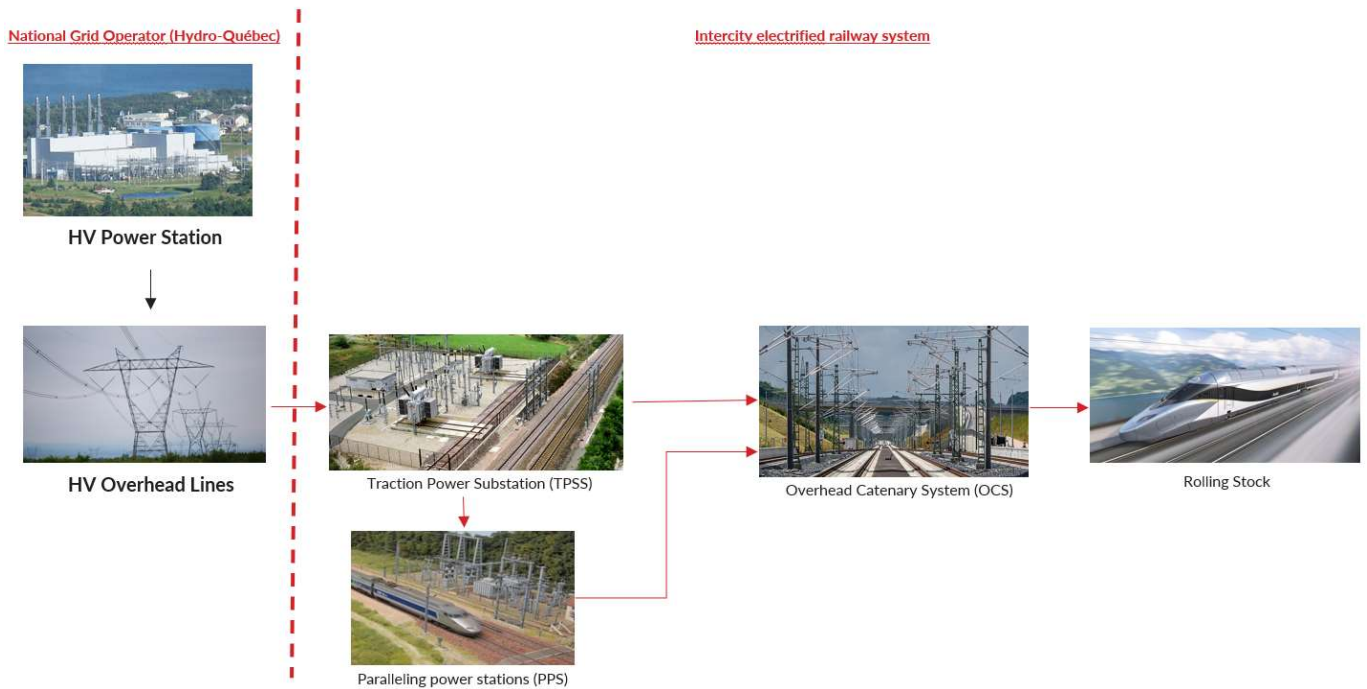 National Grid Operator (Hydro-Québec)
Intercity electrified railway system
HV Power Station
HV Overhead Lines
Traction Power Substation (TPSS)
Overhead Catenary System (OCS)
Rolling Stock
Paralleling power stations (PPS)